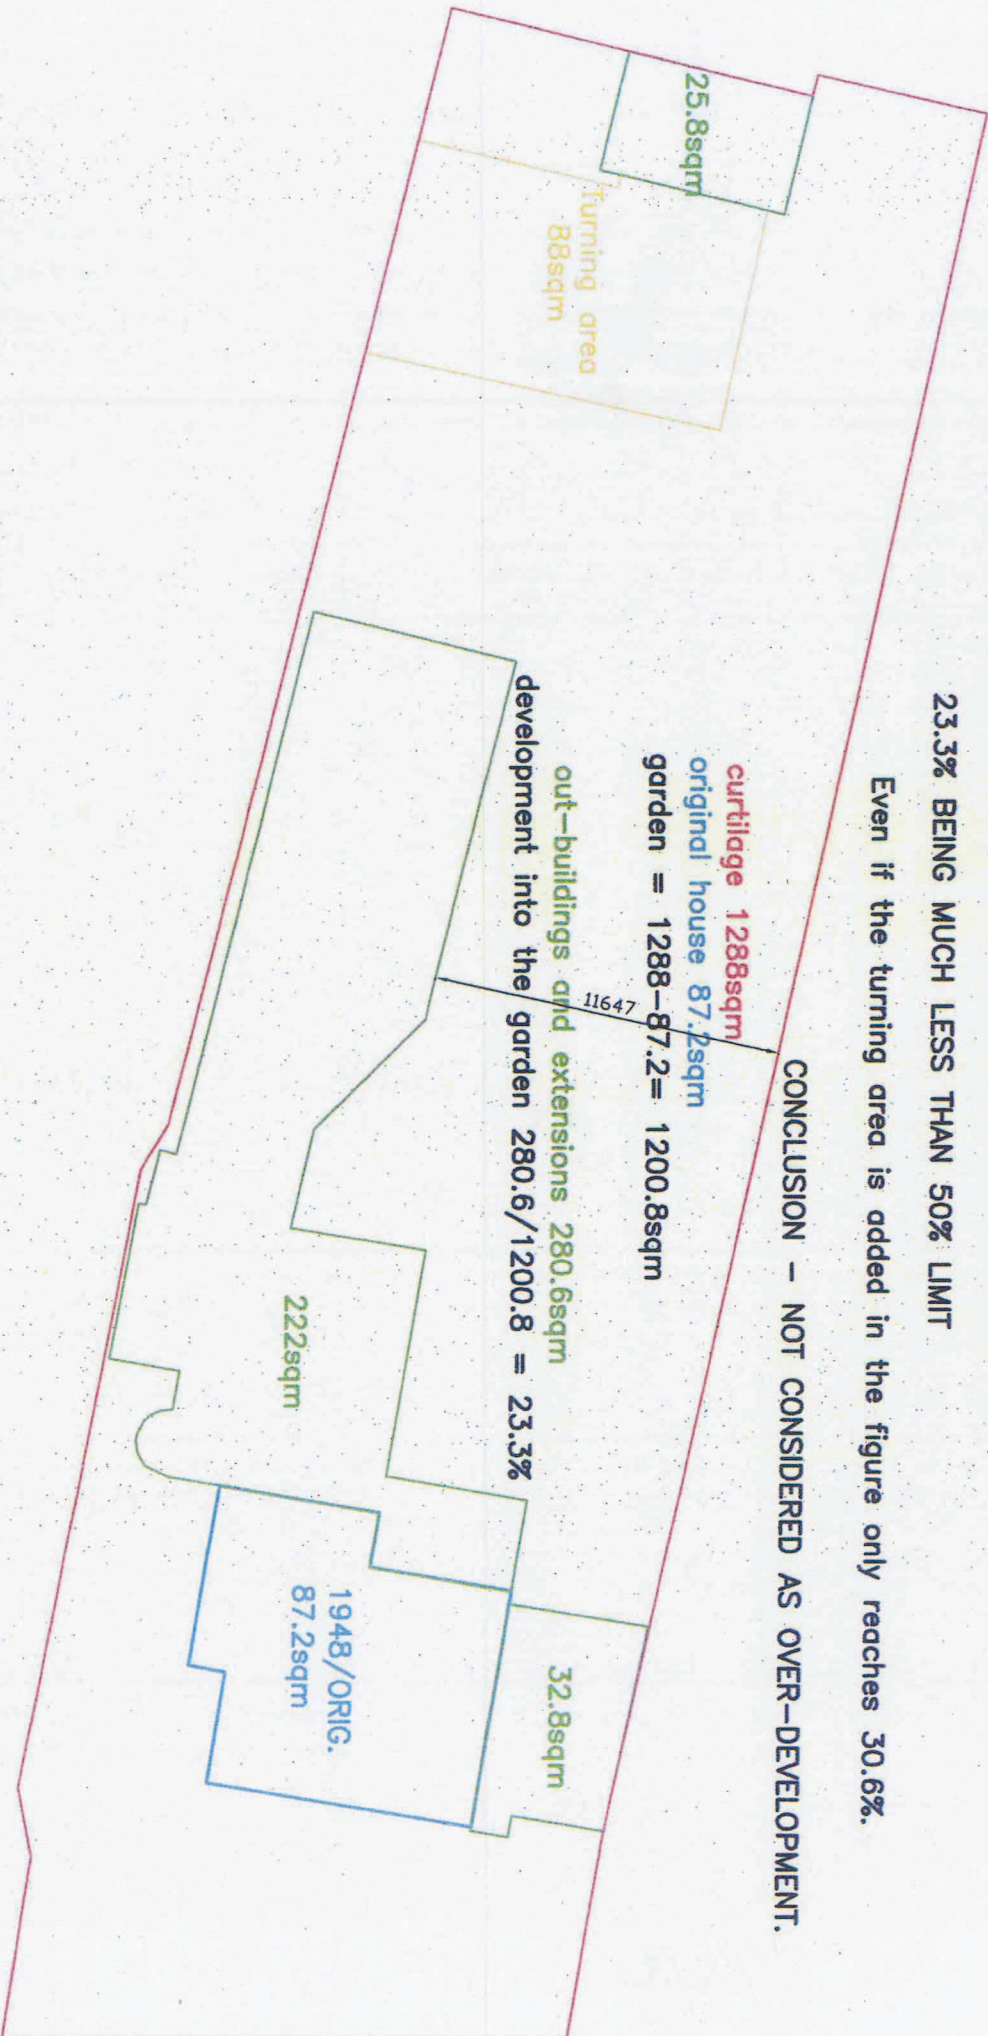 23.3% BEING MUCH LESS THAN 50% LIMIT
Even if the turning area is added in the figure only reaches 30.6%.
CONCLUSION – NOT CONSIDERED AS OVER–DEVELOPMENT.
curtilage 1288sqm
original house 87.2sqm
garden = 1288–87.2= 1200.8sqm
11647
out–buildings and extensions 280.6sqm
development into the garden 280.6/1200.8 = 23.3%
25.8sqm
Turning area
88sqm
222sqm
32.8sqm
1948/ORIG.
87.2sqm